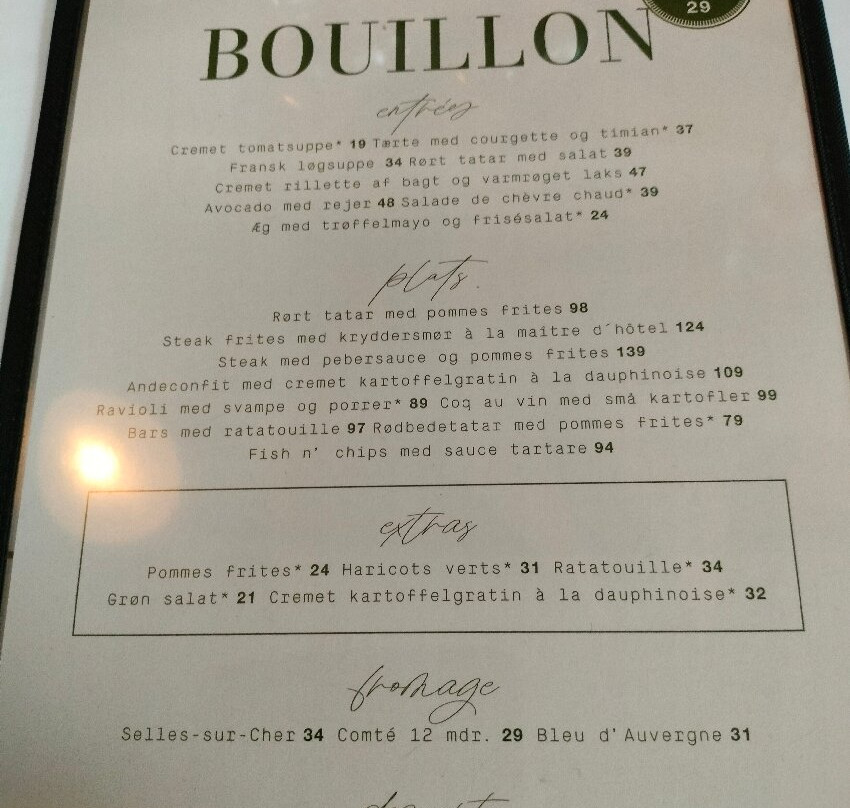 29
BOUILLON
entrées
Cremet tomatsuppe* 19 Tærte med courgette og timian* 37
Fransk løgsuppe 34 Rørt tatar med salat 39
Cremet rillette af bagt og varmrøget laks 47
Avocado med rejer 48 Salade de chèvre chaud* 39
Æg med trøffelmayo og frisésalat* 24
plats.
Rørt tatar med pommes frites 98
Steak frites med kryddersmør à la maitre d´hôtel 124
Steak med pebersauce og pommes frites 139
Andeconfit med cremet kartoffelgratin à la dauphinoise 109
Ravioli med svampe og porrer* 89 Coq au vin med små kartofler 99
Bars med ratatouille 97 Rødbedetatar med pommes frites* 79
Fish n' chips med sauce tartare 94
extras
Pommes frites* 24 Haricots verts* 31 Ratatouille* 34
Grøn salat* 21 Cremet kartoffelgratin à la dauphinoise* 32
fromage
Selles-sur-Cher 34 Comté 12 mdr. 29 Bleu d'Auvergne 31